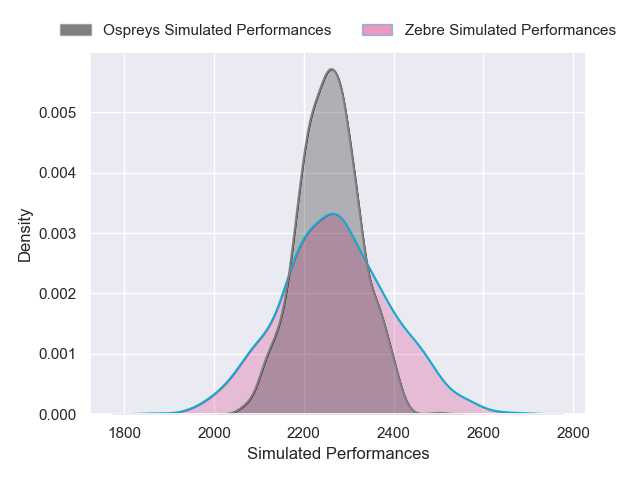 Ospreys Simulated Performances
Zebre Simulated Performances
Density
0.005
0.004
0.003
0.002
0.001
0.000
1800 2000 2200 2400 2600 2800
Simulated Performances